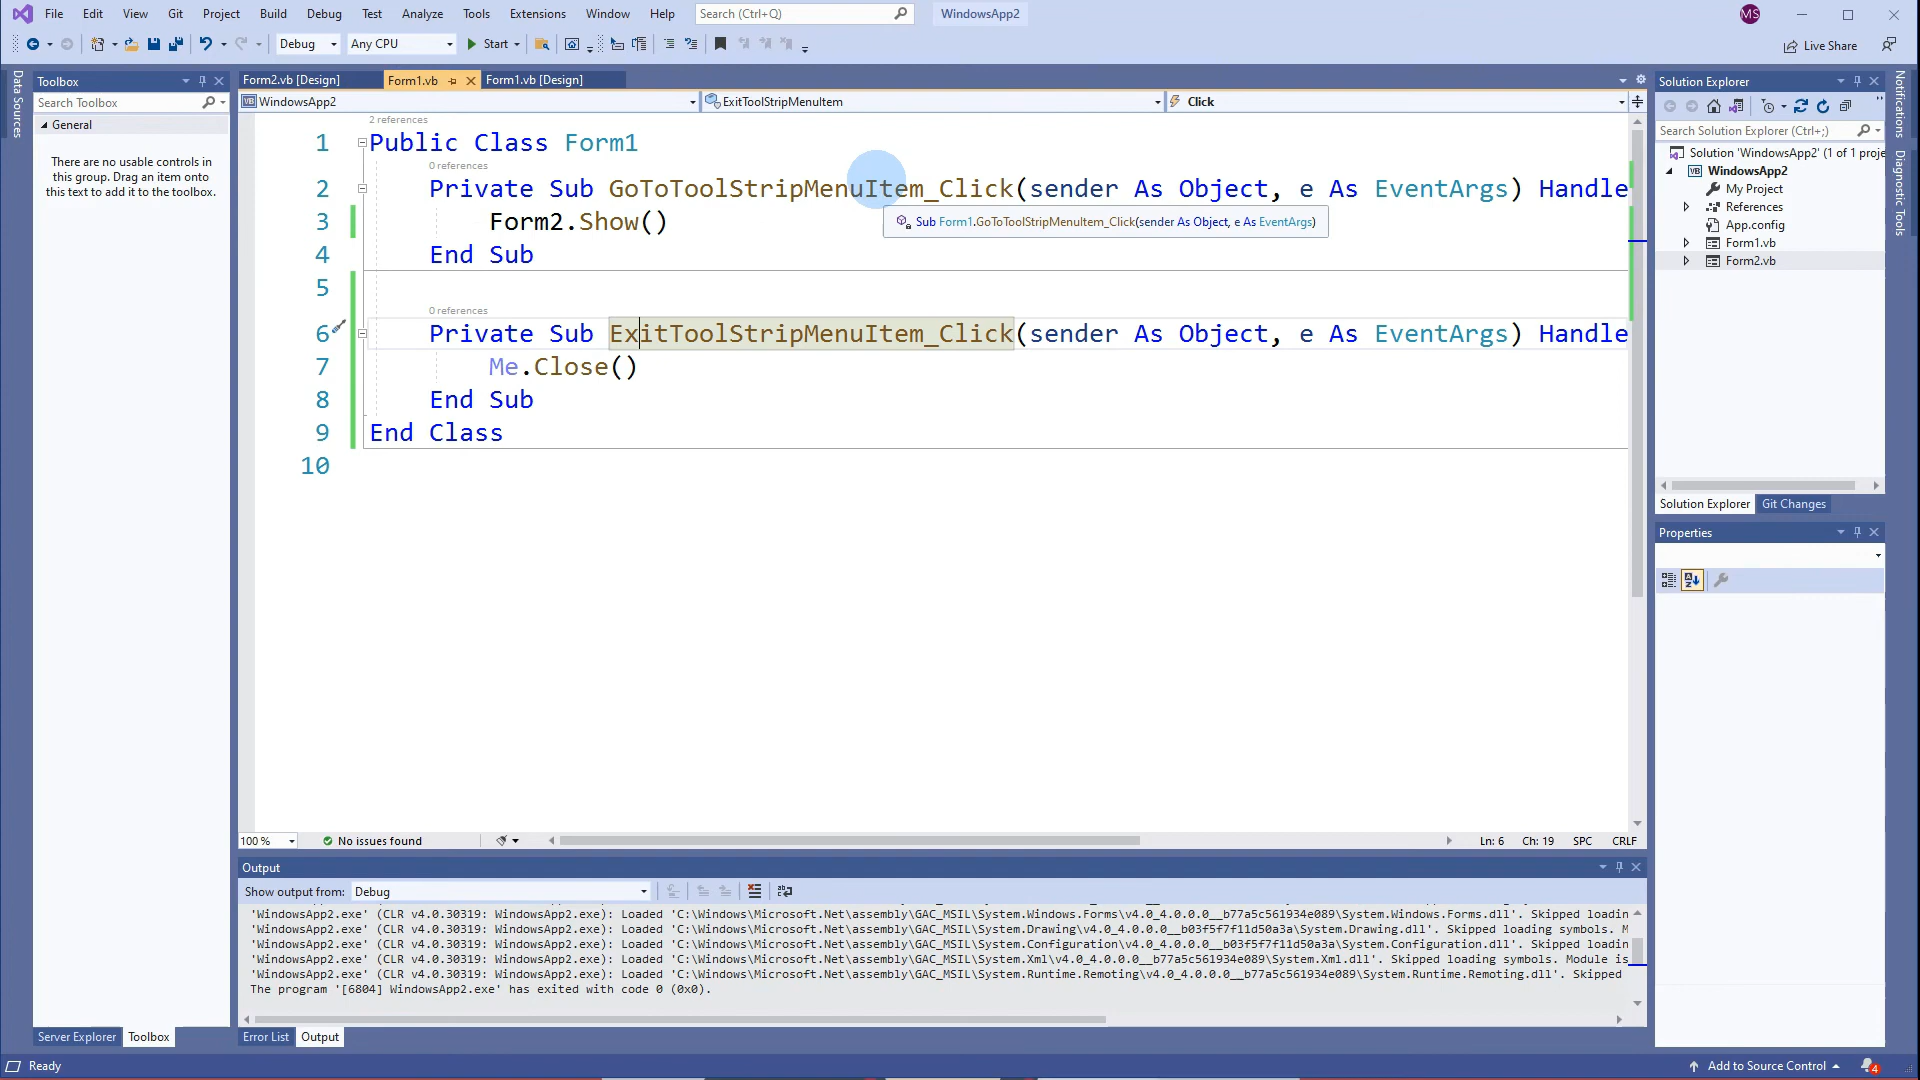 File Edit View Git Project Build Debug Test Analyze Tools Extensions Window Help Search (Ctrl+Q) WindowsApp2 MS
Debug Any CPU Start Live Share
Data Sources
Toolbox
Search Toolbox
General
There are no usable controls in
this group. Drag an item onto
this text to add it to the toolbox.
Server Explorer Toolbox
Form2.vb [Design] Form1.vb Form1.vb [Design]
VB WindowsApp2 ExitToolStripMenuItem Click
2 references
1 Public Class Form1
0 references
2 Private Sub GoToToolStripMenuItem_Click(sender As Object, e As EventArgs) Handle
3 Form2.Show()
Sub Form1.GoToToolStripMenuItem_Click(sender As Object, e As EventArgs)
4 End Sub
5
0 references
6 Private Sub ExitToolStripMenuItem_Click(sender As Object, e As EventArgs) Handle
7 Me.Close()
8 End Sub
9 End Class
10
100 % No issues found Ln: 6 Ch: 19 SPC CRLF
Output
Show output from: Debug
'WindowsApp2.exe' (CLR v4.0.30319: WindowsApp2.exe): Loaded 'C:\Windows\Microsoft.Net\assembly\GAC_MSIL\System.Windows.Forms\v4.0_4.0.0.0__b77a5c561934e089\System.Windows.Forms.dll'. Skipped loadin
'WindowsApp2.exe' (CLR v4.0.30319: WindowsApp2.exe): Loaded 'C:\Windows\Microsoft.Net\assembly\GAC_MSIL\System.Drawing\v4.0_4.0.0.0__b03f5f7f11d50a3a\System.Drawing.dll'. Skipped loading symbols. M
'WindowsApp2.exe' (CLR v4.0.30319: WindowsApp2.exe): Loaded 'C:\Windows\Microsoft.Net\assembly\GAC_MSIL\System.Configuration\v4.0_4.0.0.0__b03f5f7f11d50a3a\System.Configuration.dll'. Skipped loadin
'WindowsApp2.exe' (CLR v4.0.30319: WindowsApp2.exe): Loaded 'C:\Windows\Microsoft.Net\assembly\GAC_MSIL\System.Xml\v4.0_4.0.0.0__b77a5c561934e089\System.Xml.dll'. Skipped loading symbols. Module is
'WindowsApp2.exe' (CLR v4.0.30319: WindowsApp2.exe): Loaded 'C:\Windows\Microsoft.Net\assembly\GAC_MSIL\System.Runtime.Remoting\v4.0_4.0.0.0__b77a5c561934e089\System.Runtime.Remoting.dll'. Skipped
The program '[6804] WindowsApp2.exe' has exited with code 0 (0x0).
Error List Output
Solution Explorer
Search Solution Explorer (Ctrl+;)
Solution 'WindowsApp2' (1 of 1 proje
VB WindowsApp2
My Project
References
App.config
Form1.vb
Form2.vb
Solution Explorer Git Changes
Properties
Notifications
Diagnostic Tools
Ready Add to Source Control 4